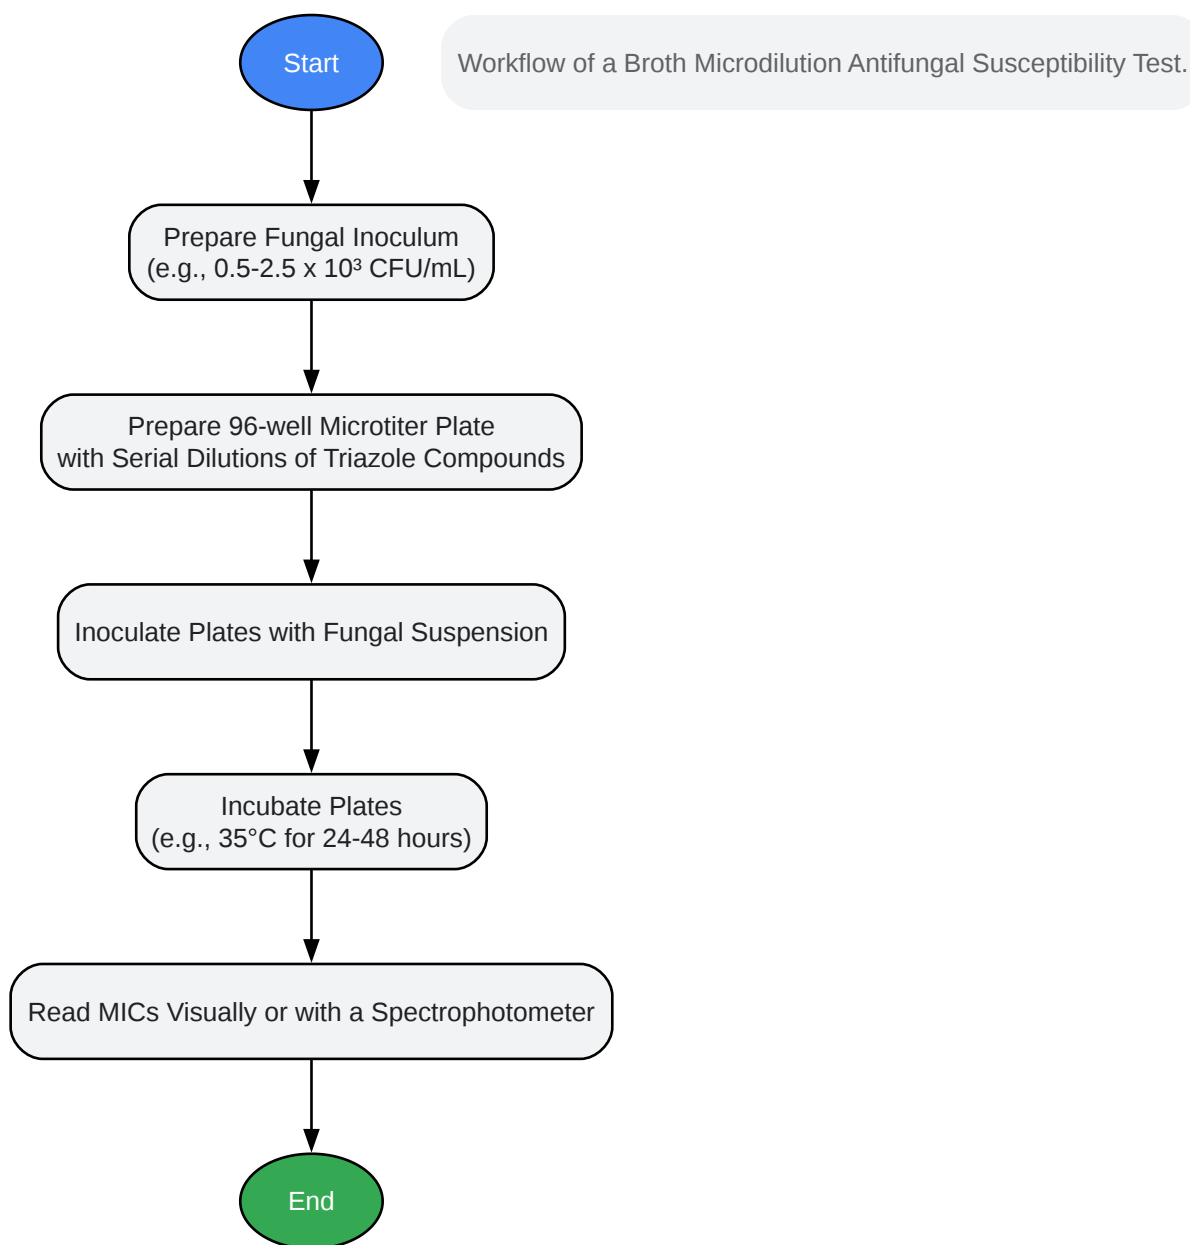 Start
Workflow of a Broth Microdilution Antifungal Susceptibility Test.
Prepare Fungal Inoculum
(e.g., 0.5-2.5 x 10³ CFU/mL)
Prepare 96-well Microtiter Plate
with Serial Dilutions of Triazole Compounds
Inoculate Plates with Fungal Suspension
Incubate Plates
(e.g., 35°C for 24-48 hours)
Read MICs Visually or with a Spectrophotometer
End